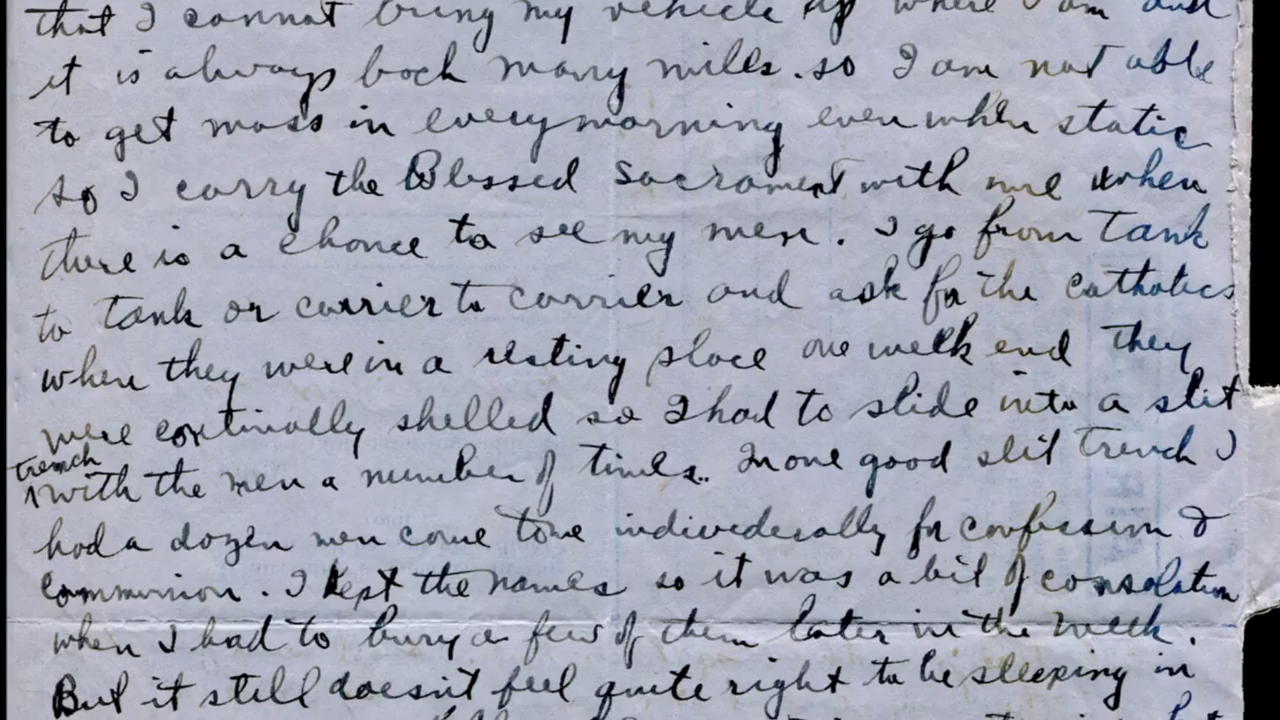 that I cannot bring my vehicle up where I am and
it is always back many miles. so I am not able
to get mass in every morning even when static
so I carry the Blessed Sacrament with me when
there is a chance to see my men. I go from Tank
to tank or carrier to carrier and ask for the catholics
when they were in a resting place one week end they
were continually shelled so I had to slide into a slit
trench
with the men a number of times.. In one good slit trench I
had a dozen men come to me individerally for confession &
communion. I kept the names so it was a bit of consolation
when I had to bury a few of them later in the week.
But it still doesn't feel quite right to be sleeping in